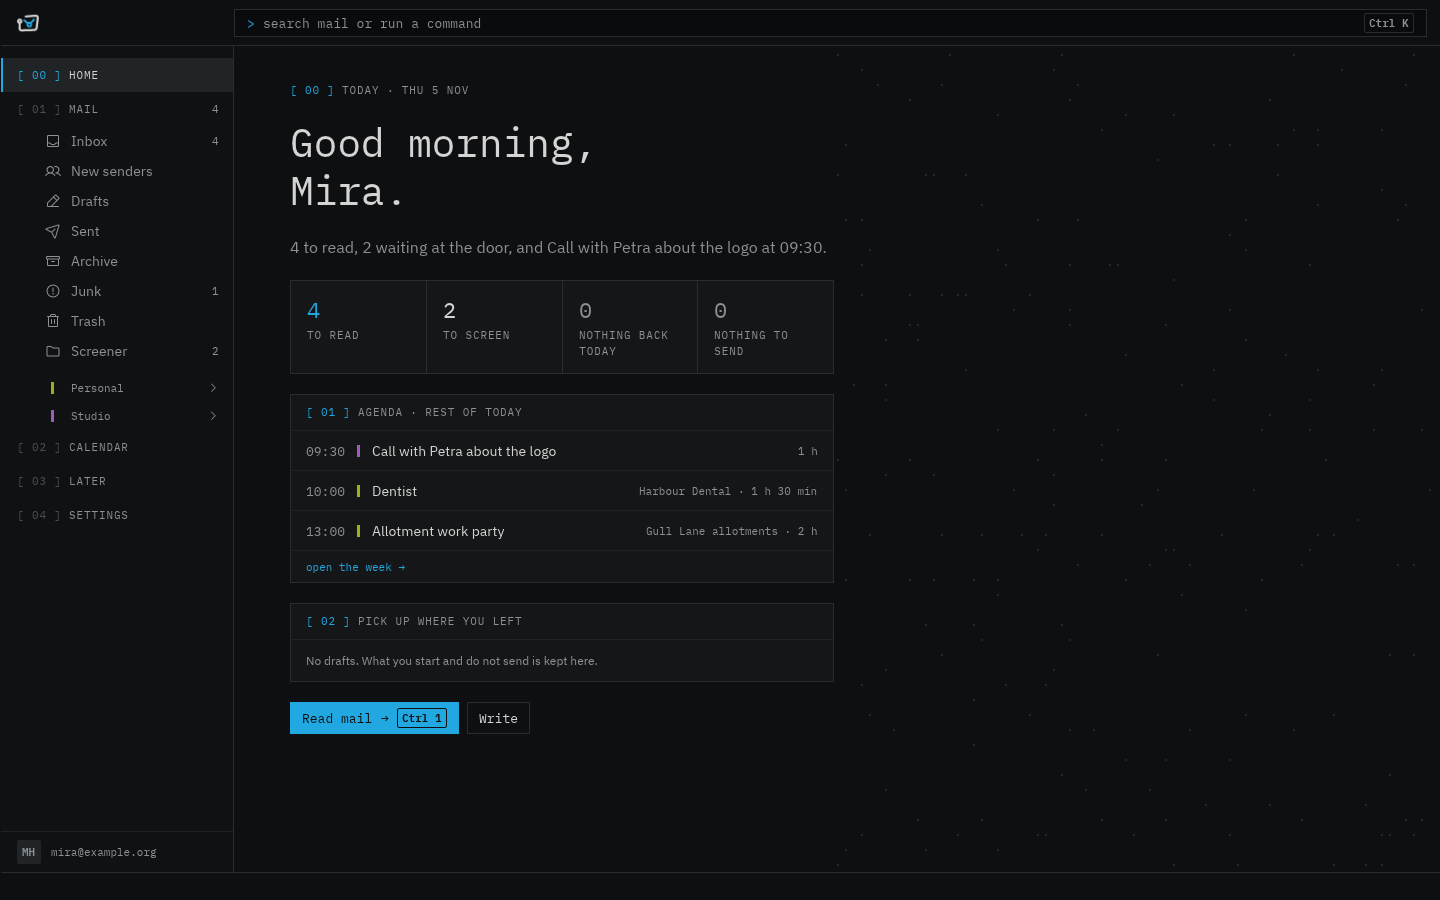 > search mail or run a command
Ctrl K
[ 00 ] HOME
[ 01 ] MAIL 4
Inbox 4
New senders
Drafts
Sent
Archive
Junk 1
Trash
Screener 2
Personal
Studio
[ 02 ] CALENDAR
[ 03 ] LATER
[ 04 ] SETTINGS
MH mira@example.org
[ 00 ] TODAY · THU 5 NOV
Good morning,
Mira.
4 to read, 2 waiting at the door, and Call with Petra about the logo at 09:30.
4
TO READ
2
TO SCREEN
0
NOTHING BACK
TODAY
0
NOTHING TO
SEND
[ 01 ] AGENDA · REST OF TODAY
09:30 Call with Petra about the logo 1 h
10:00 Dentist Harbour Dental · 1 h 30 min
13:00 Allotment work party Gull Lane allotments · 2 h
open the week →
[ 02 ] PICK UP WHERE YOU LEFT
No drafts. What you start and do not send is kept here.
Read mail → Ctrl 1
Write